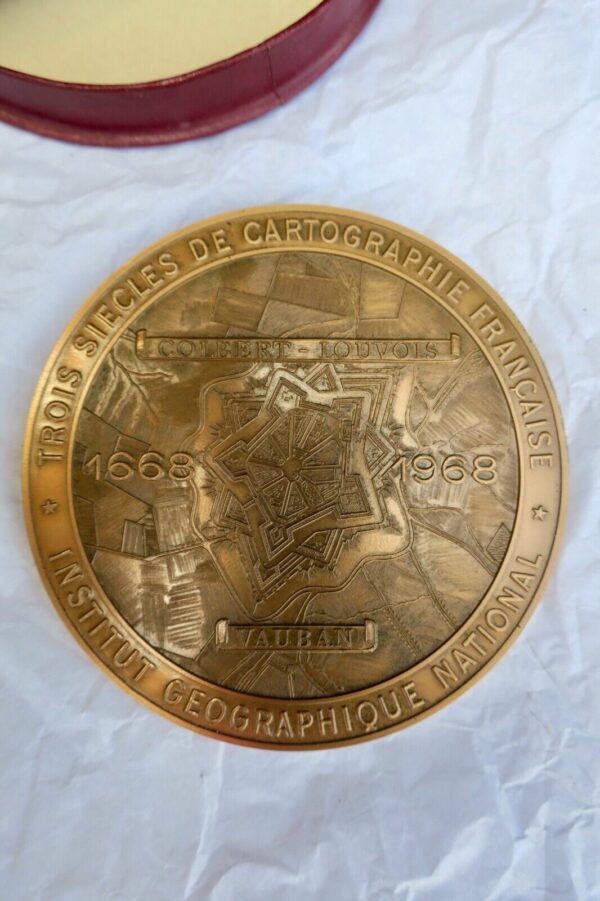 TROIS SIECLES DE CARTOGRAPHIE FRANÇAISE
COLBERT - LOUVOIS
1668 1968
VAUBAN
INSTITUT GEOGRAPHIQUE NATIONAL